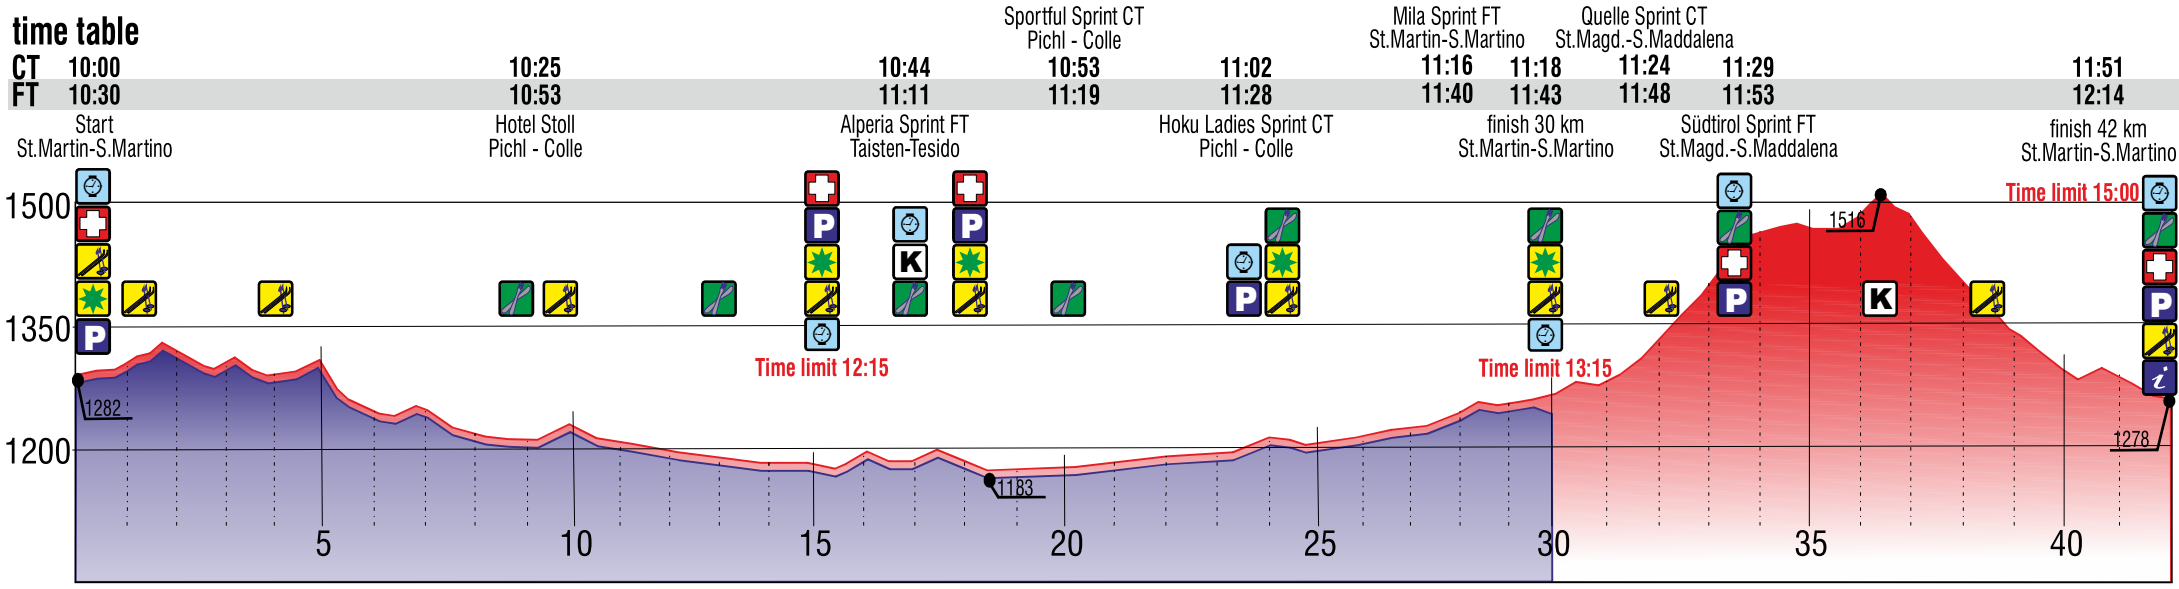 Sportful Sprint CT
Pichl - Colle
Mila Sprint FT
St.Martin-S.Martino
Quelle Sprint CT
St.Magd.-S.Maddalena
time table
CT 10:00 10:25 10:44 10:53 11:02 11:16 11:18 11:24 11:29 11:51
FT 10:30 10:53 11:11 11:19 11:28 11:40 11:43 11:48 11:53 12:14
Start
St.Martin-S.Martino
Hotel Stoll
Pichl - Colle
Alperia Sprint FT
Taisten-Tesido
Hoku Ladies Sprint CT
Pichl - Colle
finish 30 km
St.Martin-S.Martino
Südtirol Sprint FT
St.Magd.-S.Maddalena
finish 42 km
St.Martin-S.Martino
Time limit 15:00
1500
1516
P P
K
P P P K P
1350
P
i
Time limit 12:15
Time limit 13:15
1282
1200
1278
1183
5 10 15 20 25 30 35 40